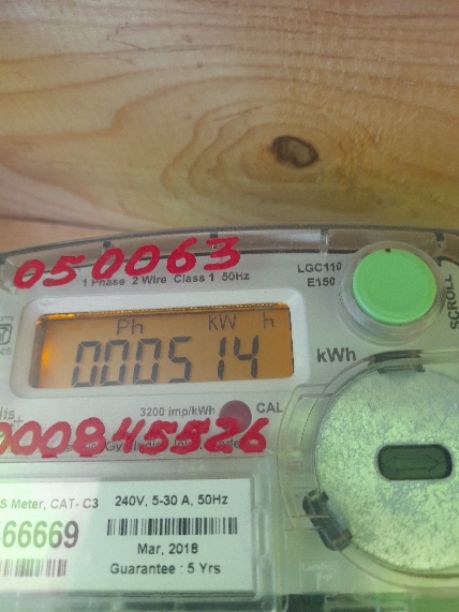 050063
1 Phase 2 Wire Class 1 50Hz
LGC110
E150
SCROLL
Ph KW h
000514
kWh
3200 imp/kWh CAL
000845526
S Meter, CAT- C3 240V, 5-30 A, 50Hz
66669
Mar, 2018
Guarantee : 5 Yrs